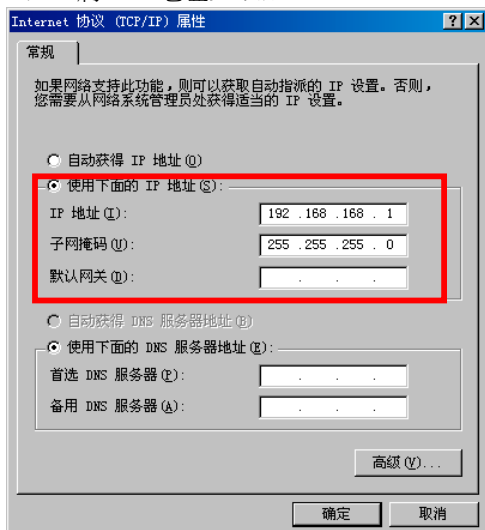 Internet 协议 (TCP/IP) 属性
常规
如果网络支持此功能，则可以获取自动指派的 IP 设置。否则，
您需要从网络系统管理员处获得适当的 IP 设置。
自动获得 IP 地址(O)
使用下面的 IP 地址(S):
IP 地址(I): 192 .168 .168 . 1
子网掩码(U): 255 .255 .255 . 0
默认网关(D): . . .
自动获得 DNS 服务器地址(B)
使用下面的 DNS 服务器地址(E):
首选 DNS 服务器(P): . . .
备用 DNS 服务器(A): . . .
高级(V)...
确定 取消